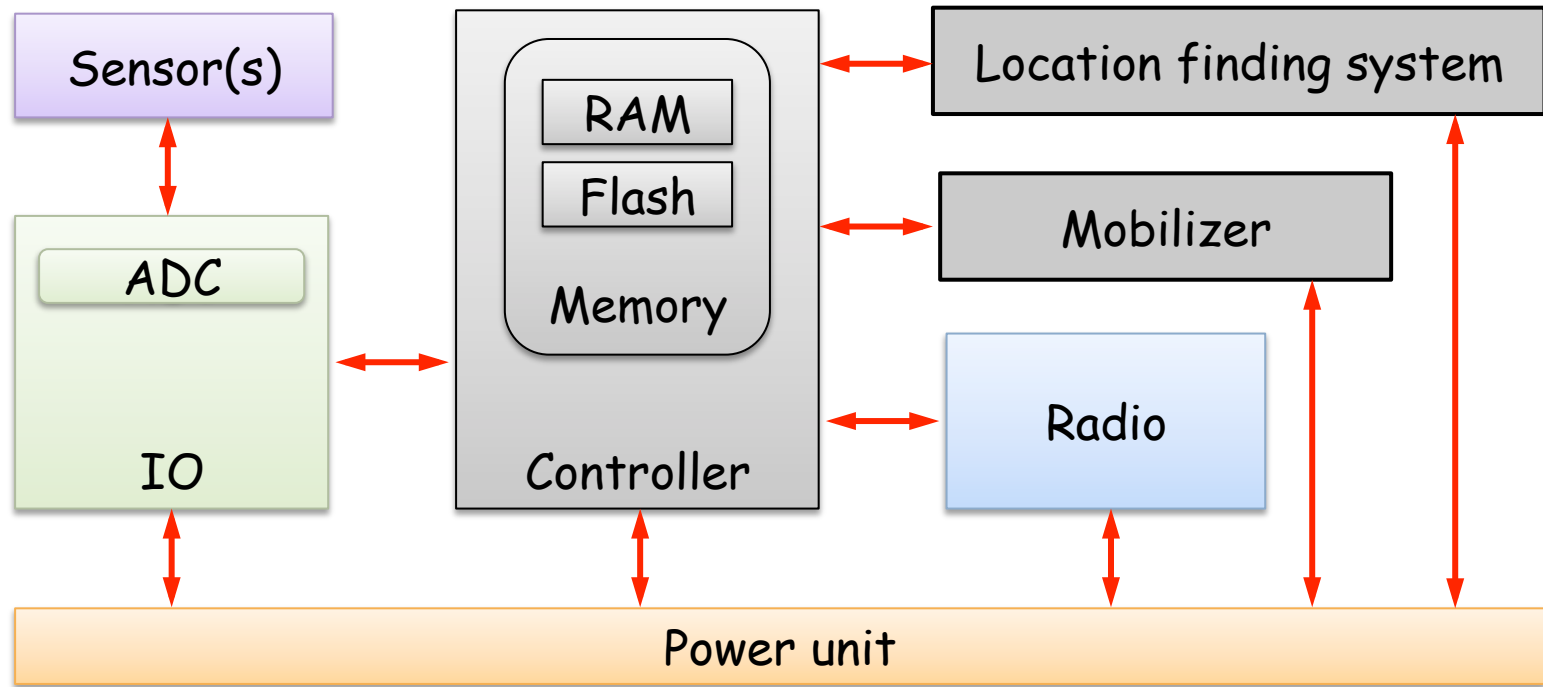 Sensor(s)
ADC
IO
RAM
Flash
Memory
Controller
Location finding system
Mobilizer
Radio
Power unit